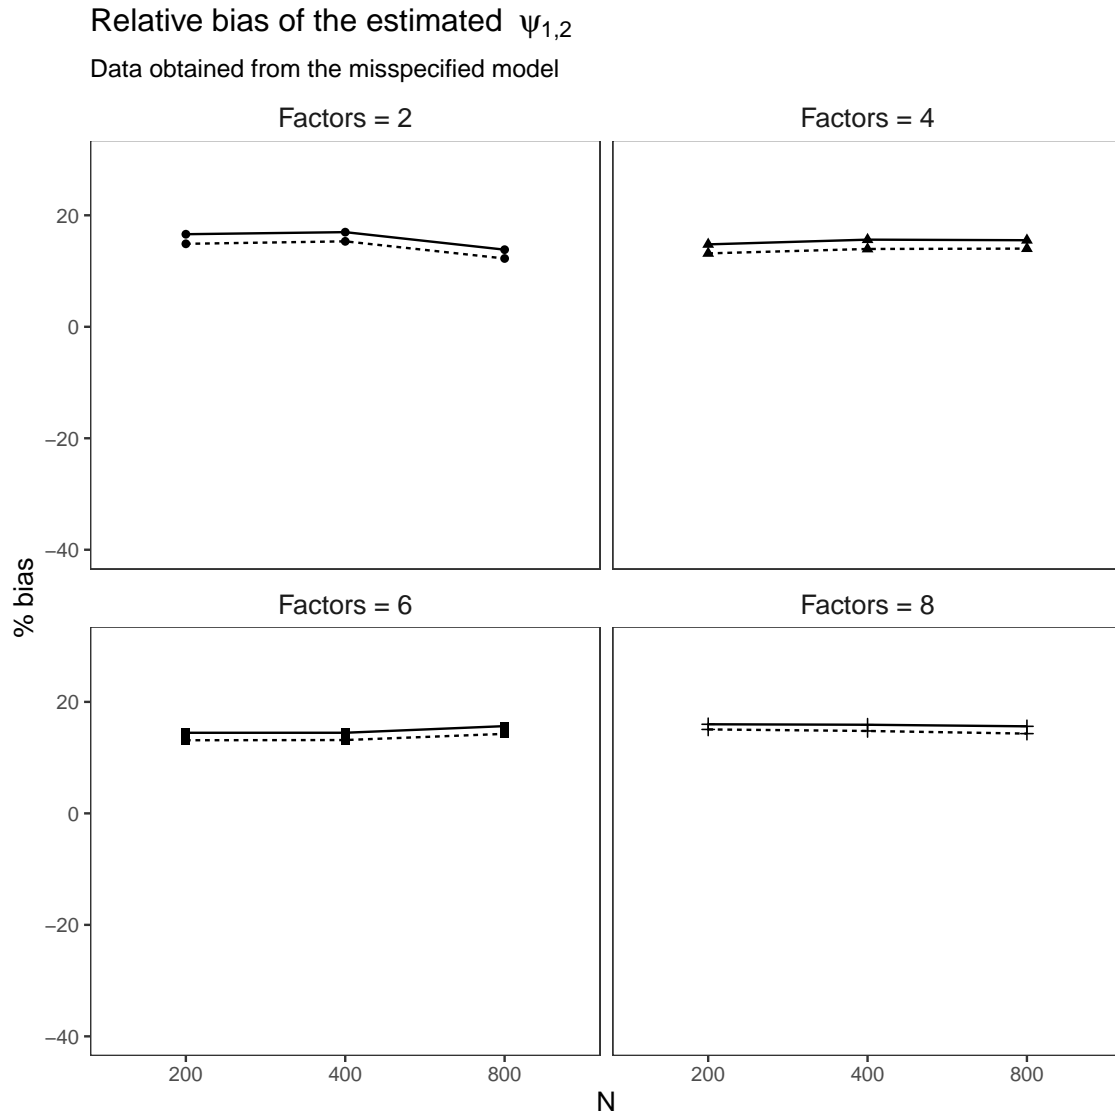 Relative bias of the estimated ψ1,2
Data obtained from the misspecified model
Factors = 2
Factors = 4
20
0
−20
−40
% bias
Factors = 6
Factors = 8
20
0
−20
−40
200 400 800
200 400 800
N